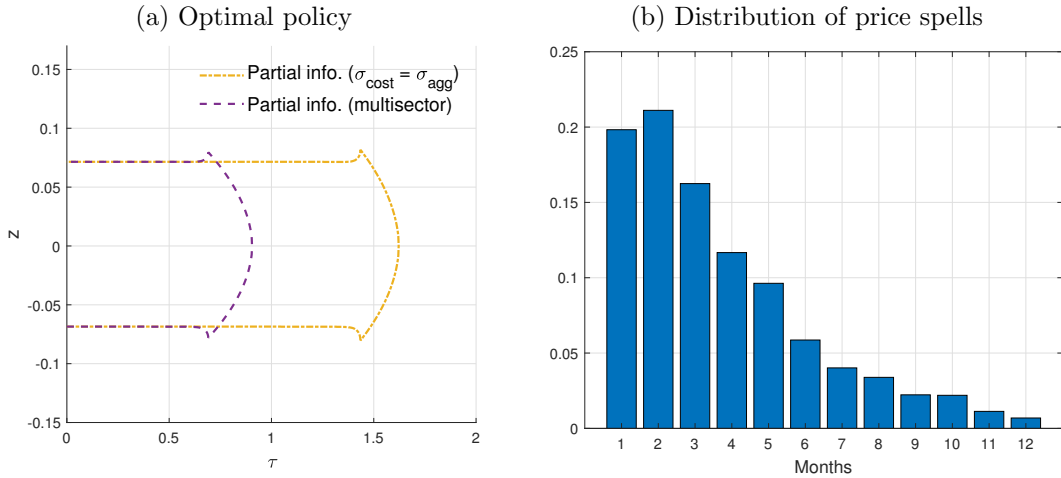 (a) Optimal policy
0.15
0.1
0.05
0
-0.05
-0.1
-0.15
z
0
0.5
1
1.5
2
τ
Partial info. (σcost = σagg)
Partial info. (multisector)
(b) Distribution of price spells
0.25
0.2
0.15
0.1
0.05
0
1 2 3 4 5 6 7 8 9 10 11 12
Months